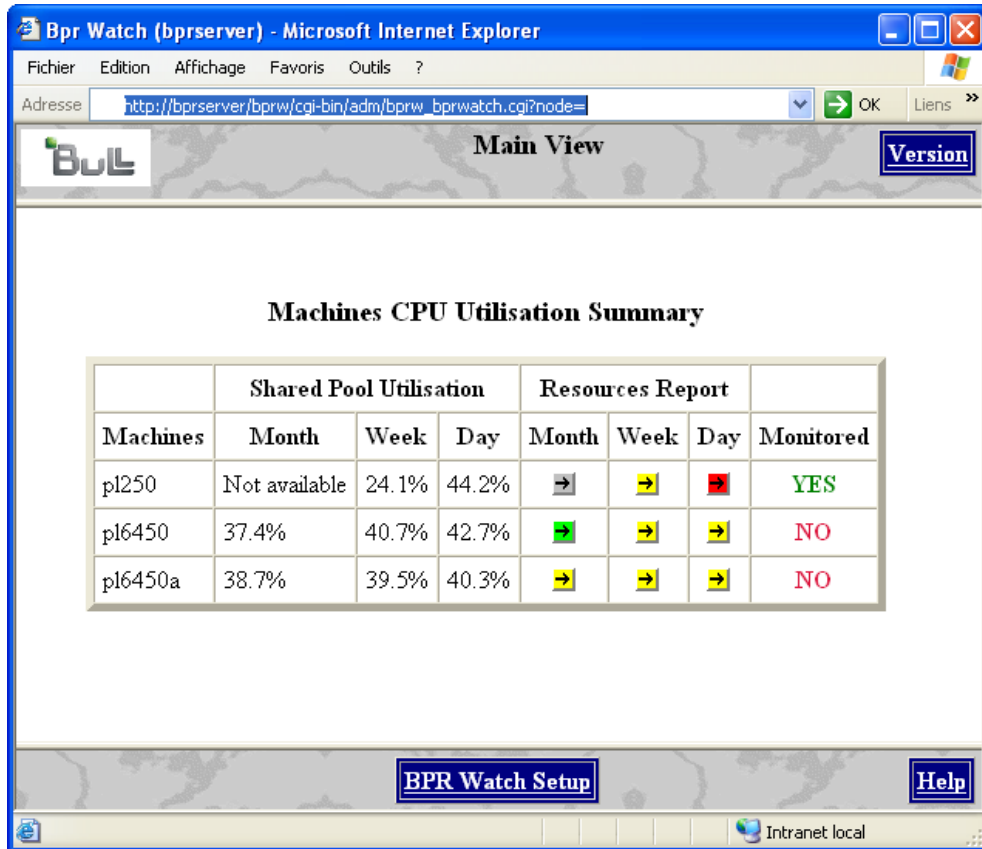 Bpr Watch (bprserver) - Microsoft Internet Explorer
Fichier Edition Affichage Favoris Outils ?
Adresse http://bprserver/bprw/cgi-bin/adm/bprw_bprwatch.cgi?node= OK Liens »
Bull Main View Version
Machines CPU Utilisation Summary
Shared Pool Utilisation Resources Report
Machines Month Week Day Month Week Day Monitored
pl250 Not available 24.1% 44.2% YES
pl6450 37.4% 40.7% 42.7% NO
pl6450a 38.7% 39.5% 40.3% NO
BPR Watch Setup Help
Intranet local